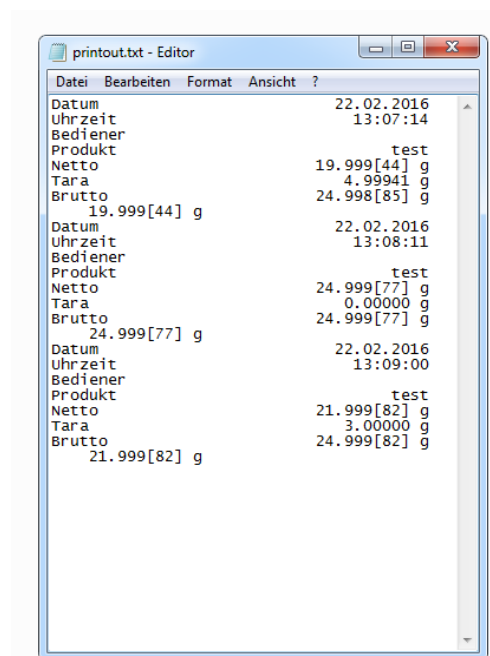 printout.txt - Editor
Datei Bearbeiten Format Ansicht ?
Datum 22.02.2016
Uhrzeit 13:07:14
Bediener
Produkt test
Netto 19.999[44] g
Tara 4.99941 g
Brutto 24.998[85] g
19.999[44] g
Datum 22.02.2016
Uhrzeit 13:08:11
Bediener
Produkt test
Netto 24.999[77] g
Tara 0.00000 g
Brutto 24.999[77] g
24.999[77] g
Datum 22.02.2016
Uhrzeit 13:09:00
Bediener
Produkt test
Netto 21.999[82] g
Tara 3.00000 g
Brutto 24.999[82] g
21.999[82] g